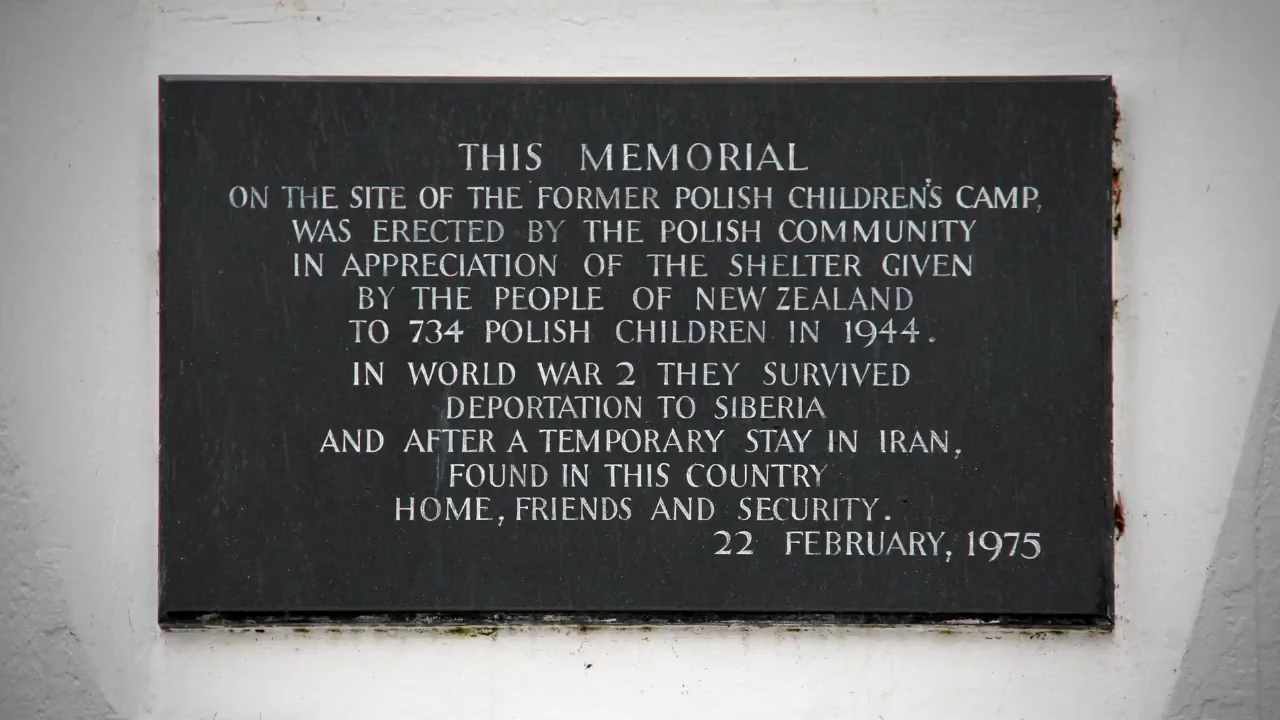 THIS MEMORIAL
ON THE SITE OF THE FORMER POLISH CHILDREN'S CAMP,
WAS ERECTED BY THE POLISH COMMUNITY
IN APPRECIATION OF THE SHELTER GIVEN
BY THE PEOPLE OF NEW ZEALAND
TO 734 POLISH CHILDREN IN 1944.
IN WORLD WAR 2 THEY SURVIVED
DEPORTATION TO SIBERIA
AND AFTER A TEMPORARY STAY IN IRAN,
FOUND IN THIS COUNTRY
HOME, FRIENDS AND SECURITY.
22 FEBRUARY, 1975